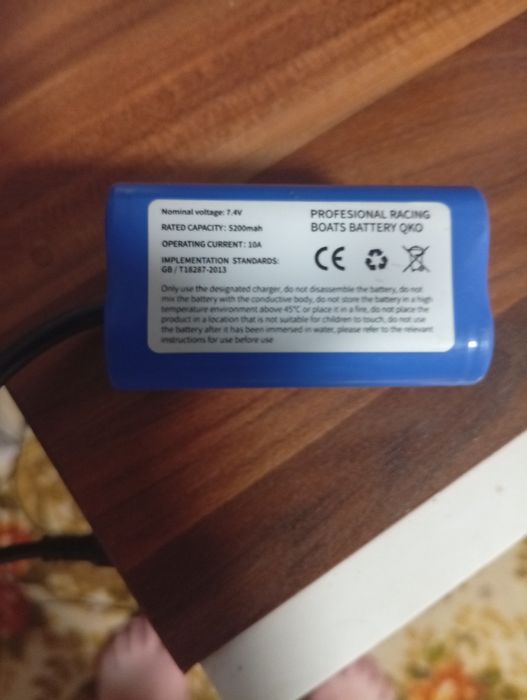 Nominal voltage: 7.4V
RATED CAPACITY: 5200mah
OPERATING CURRENT: 10A
IMPLEMENTATION STANDARDS:
GB / T18287-2013
PROFESIONAL RACING
BOATS BATTERY QKO
CE
Only use the designated charger, do not disassemble the battery, do not
mix the battery with the conductive body, do not store the battery in a high
temperature environment above 45°C or place it in a fire, do not place the
product in a location that is not suitable for children to touch, do not use
the battery after it has been immersed in water, please refer to the relevant
instructions for use before use